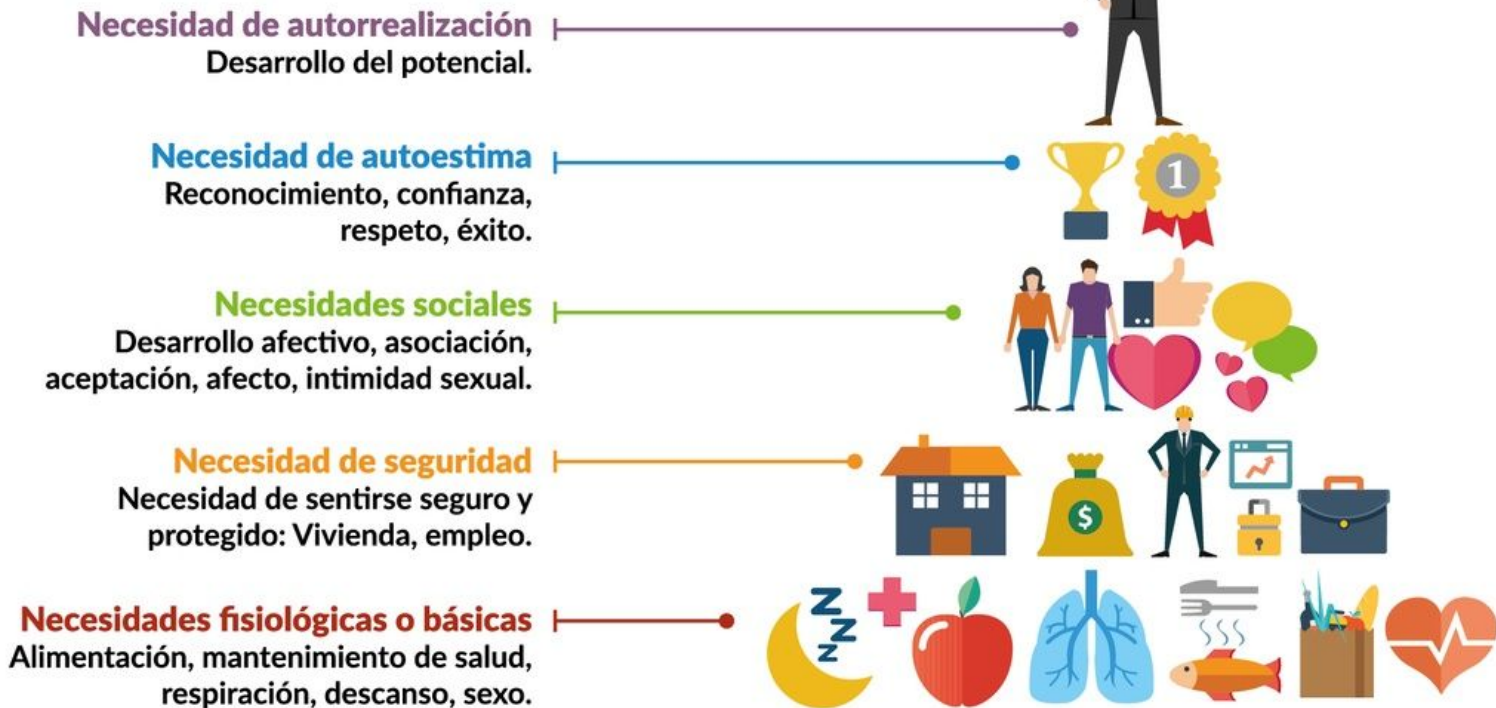 Necesidad de autorrealización
Desarrollo del potencial.
Necesidad de autoestima
Reconocimiento, confianza,
respeto, éxito.
1
Necesidades sociales
Desarrollo afectivo, asociación,
aceptación, afecto, intimidad sexual.
Necesidad de seguridad
Necesidad de sentirse seguro y
protegido: Vivienda, empleo.
$
Necesidades fisiológicas o básicas
Alimentación, mantenimiento de salud,
respiración, descanso, sexo.
Z
Z
Z